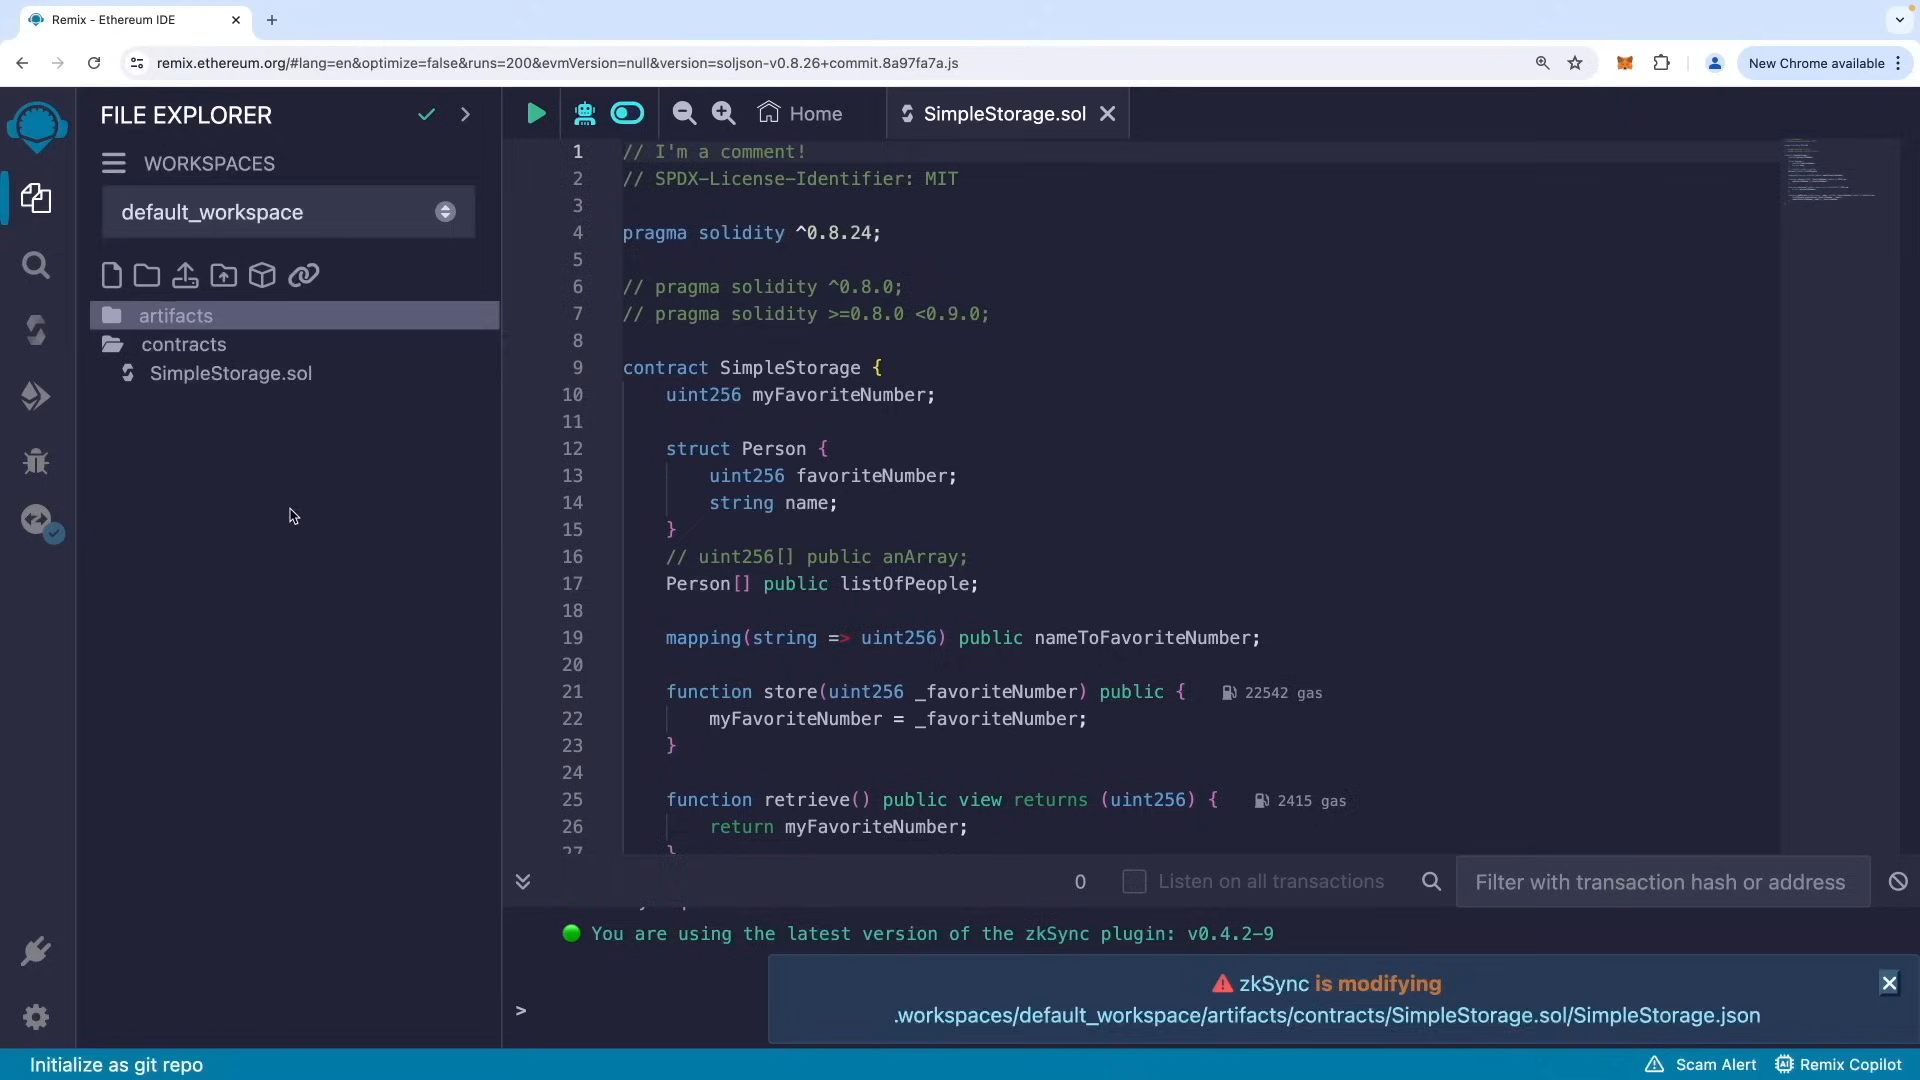 Remix - Ethereum IDE
remix.ethereum.org/#lang=en&optimize=false&runs=200&evmVersion=null&version=soljson-v0.8.26+commit.8a97fa7a.js
New Chrome available
FILE EXPLORER
WORKSPACES
default_workspace
artifacts
contracts
SimpleStorage.sol
Home
SimpleStorage.sol
1 // I'm a comment!
2 // SPDX-License-Identifier: MIT
3
4 pragma solidity ^0.8.24;
5
6 // pragma solidity ^0.8.0;
7 // pragma solidity >=0.8.0 <0.9.0;
8
9 contract SimpleStorage {
10 uint256 myFavoriteNumber;
11
12 struct Person {
13 uint256 favoriteNumber;
14 string name;
15 }
16 // uint256[] public anArray;
17 Person[] public listOfPeople;
18
19 mapping(string => uint256) public nameToFavoriteNumber;
20
21 function store(uint256 _favoriteNumber) public { 22542 gas
22 myFavoriteNumber = _favoriteNumber;
23 }
24
25 function retrieve() public view returns (uint256) { 2415 gas
26 return myFavoriteNumber;
27 }
0
Listen on all transactions
Filter with transaction hash or address
You are using the latest version of the zkSync plugin: v0.4.2-9
zkSync is modifying
.workspaces/default_workspace/artifacts/contracts/SimpleStorage.sol/SimpleStorage.json
>
Initialize as git repo
Scam Alert
Remix Copilot